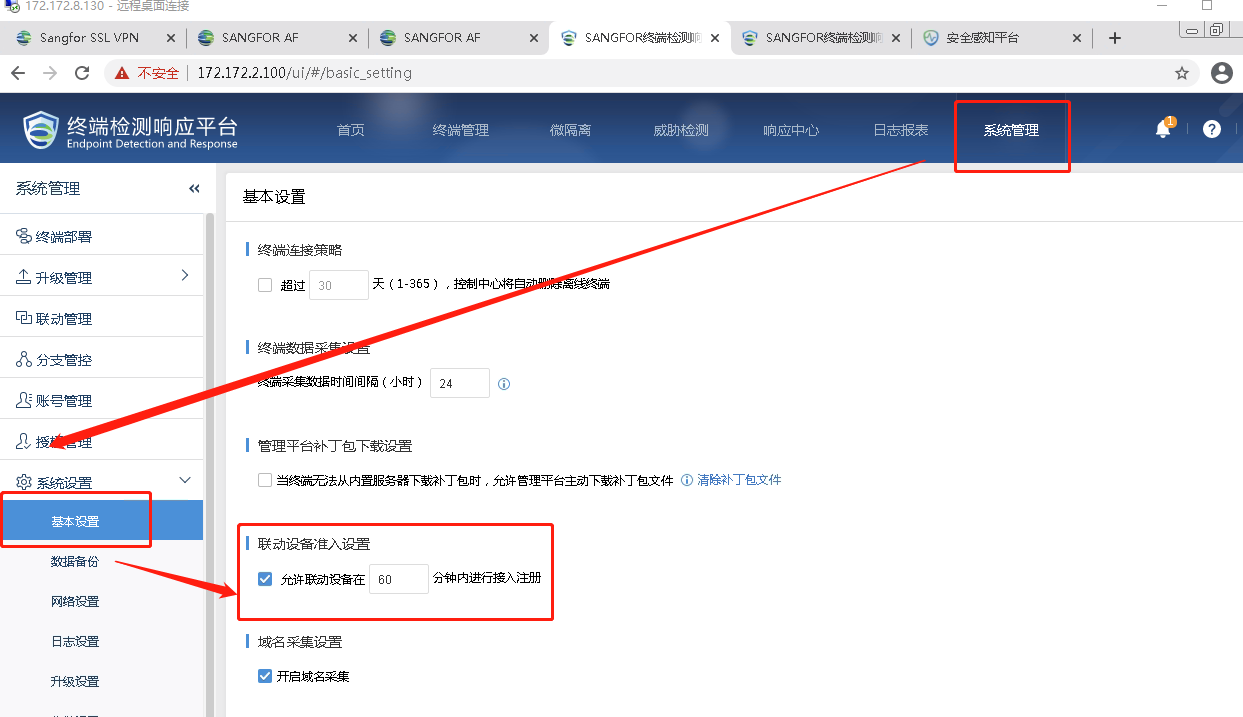 172.172.8.130 - 远程桌面连接
Sangfor SSL VPN
SANGFOR AF
SANGFOR AF
SANGFOR终端检测响
SANGFOR终端检测响
安全感知平台
不安全
172.172.2.100/ui/#/basic_setting
终端检测响应平台
Endpoint Detection and Response
首页
终端管理
微隔离
威胁检测
响应中心
日志报表
系统管理
1
系统管理
基本设置
终端部署
升级管理
联动管理
分支管控
账号管理
授权管理
系统设置
基本设置
数据备份
网络设置
日志设置
升级设置
终端连接策略
超过 30 天（1-365），控制中心将自动删除离线终端
终端数据采集设置
终端采集数据时间间隔（小时） 24
管理平台补丁包下载设置
当终端无法从内置服务器下载补丁包时，允许管理平台主动下载补丁包文件 清除补丁包文件
联动设备准入设置
允许联动设备在 60 分钟内进行接入注册
域名采集设置
开启域名采集